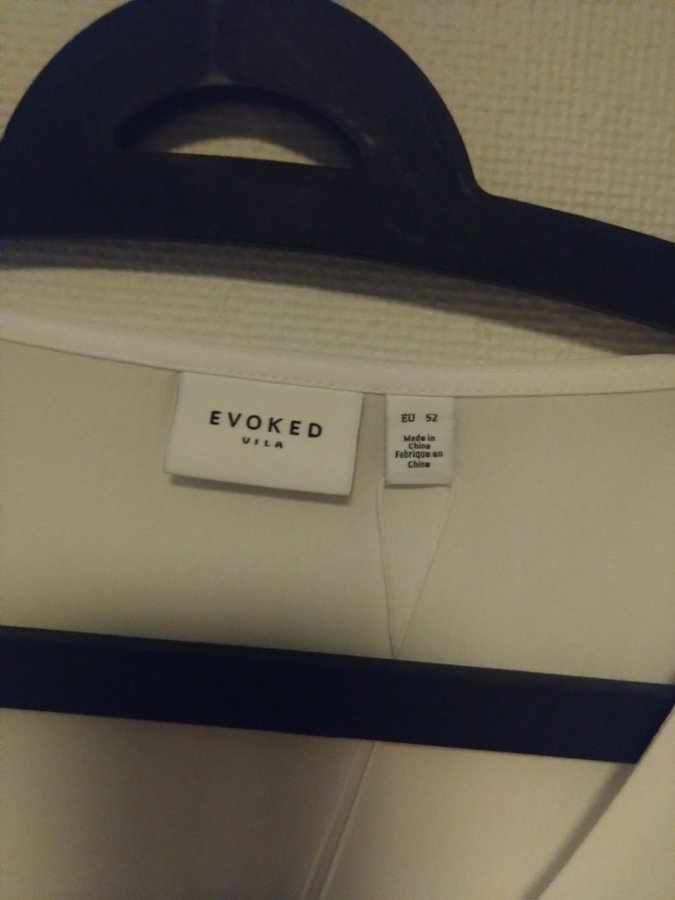 EVOKED
VILA
EU 52
Made in
China
Fabriqué en
Chine